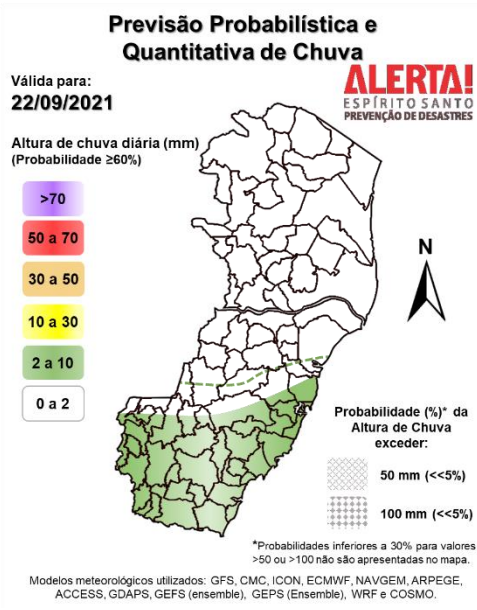 Previsão Probabilística e
Quantitativa de Chuva
Válida para:
22/09/2021
ALERTA!
ESPÍRITO SANTO
PREVENÇÃO DE DESASTRES
Altura de chuva diária (mm)
(Probabilidade ≥60%)
>70
50 a 70
30 a 50
10 a 30
2 a 10
0 a 2
N
Probabilidade (%)* da
Altura de Chuva
exceder:
50 mm (<<5%)
100 mm (<<5%)
*Probabilidades inferiores a 30% para valores
>50 ou >100 não são apresentadas no mapa.
Modelos meteorológicos utilizados: GFS, CMC, ICON, ECMWF, NAVGEM, ARPEGE,
ACCESS, GDAPS, GEFS (ensemble), GEPS (Ensemble), WRF e COSMO.